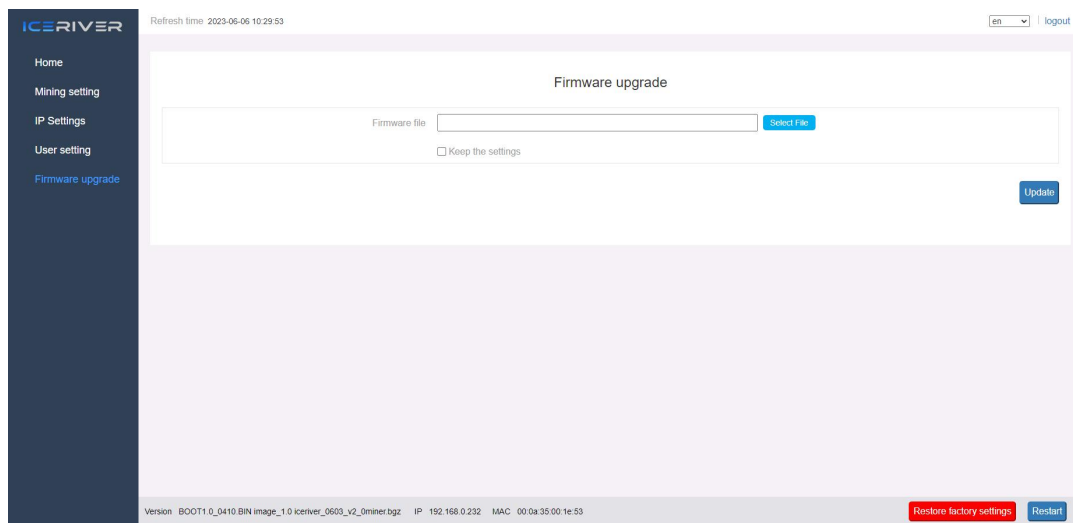 ICERIVER
Home
Mining setting
IP Settings
User setting
Firmware upgrade
Refresh time 2023-06-06 10:29:53
en
logout
Firmware upgrade
Firmware file
Select File
Keep the settings
Update
Version BOOT1.0_0410.BIN image_1.0 iceriver_0603_v2_0miner.bgz IP 192.168.0.232 MAC 00:0a:35:00:1e:53
Restore factory settings
Restart